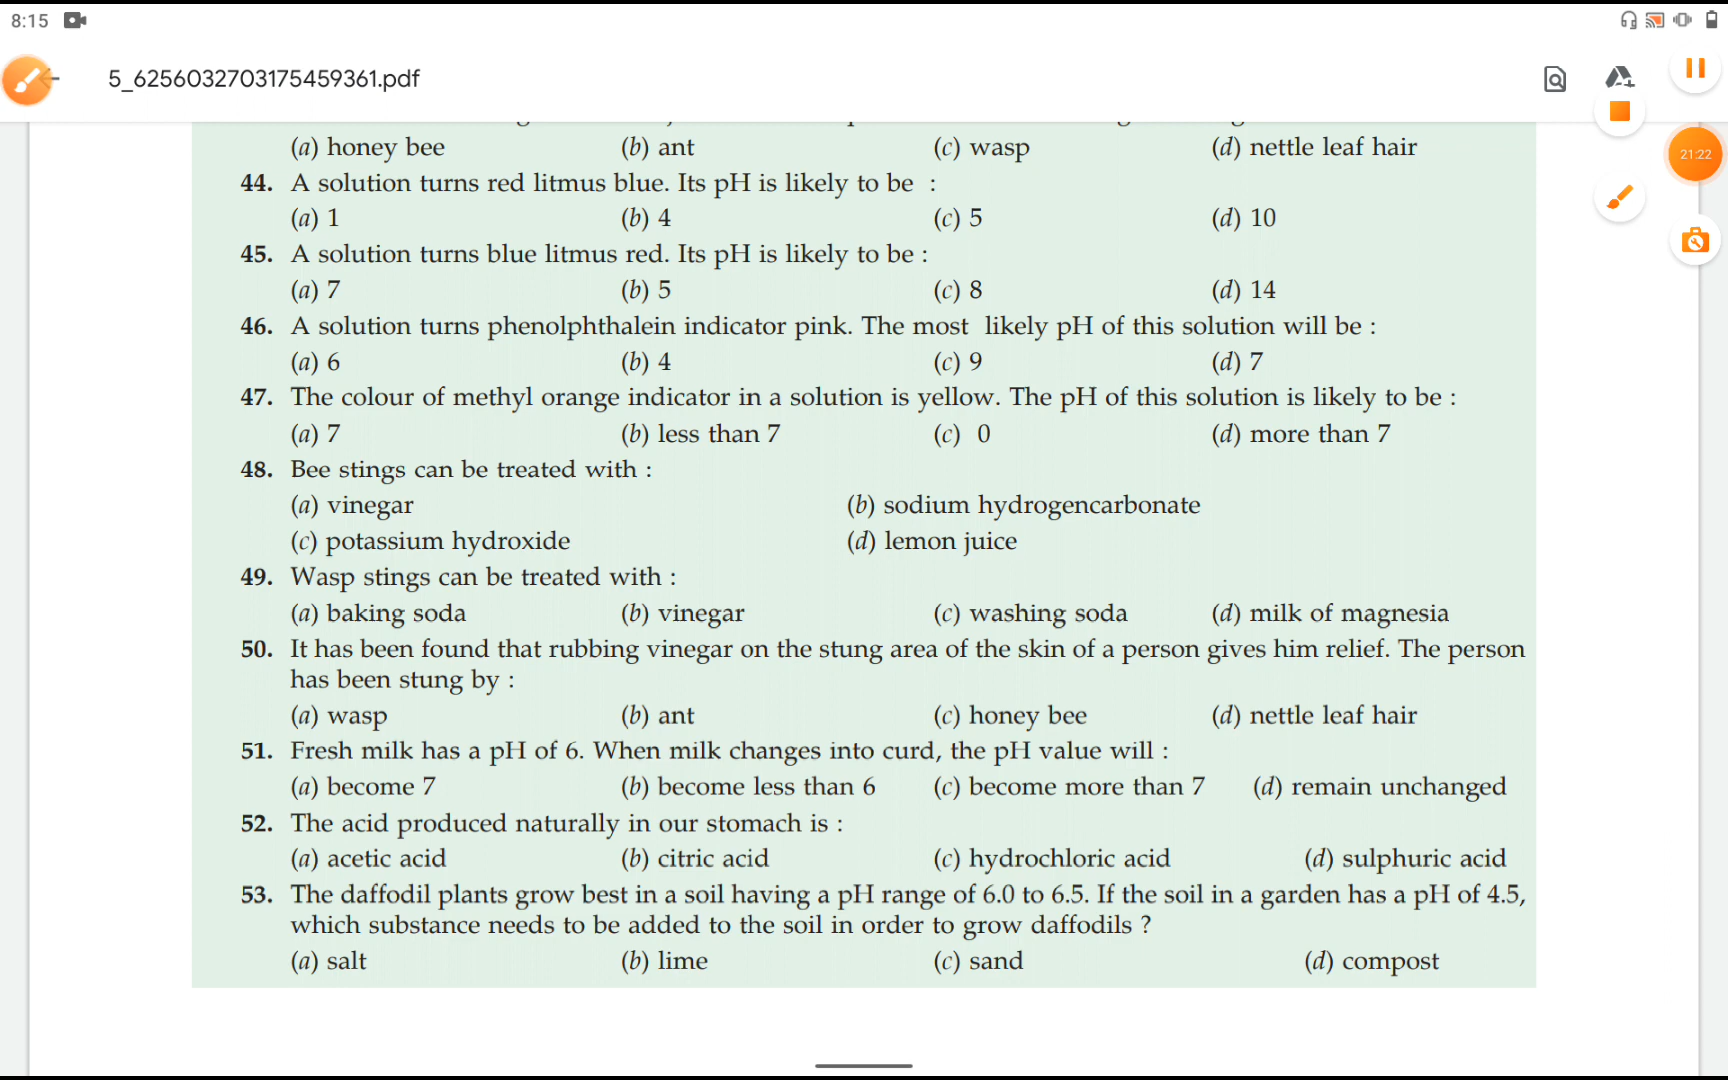 8:15
5_6256032703175459361.pdf
21:22
(a) honey bee (b) ant (c) wasp (d) nettle leaf hair
44. A solution turns red litmus blue. Its pH is likely to be :
(a) 1 (b) 4 (c) 5 (d) 10
45. A solution turns blue litmus red. Its pH is likely to be :
(a) 7 (b) 5 (c) 8 (d) 14
46. A solution turns phenolphthalein indicator pink. The most likely pH of this solution will be :
(a) 6 (b) 4 (c) 9 (d) 7
47. The colour of methyl orange indicator in a solution is yellow. The pH of this solution is likely to be :
(a) 7 (b) less than 7 (c) 0 (d) more than 7
48. Bee stings can be treated with :
(a) vinegar (b) sodium hydrogencarbonate
(c) potassium hydroxide (d) lemon juice
49. Wasp stings can be treated with :
(a) baking soda (b) vinegar (c) washing soda (d) milk of magnesia
50. It has been found that rubbing vinegar on the stung area of the skin of a person gives him relief. The person
has been stung by :
(a) wasp (b) ant (c) honey bee (d) nettle leaf hair
51. Fresh milk has a pH of 6. When milk changes into curd, the pH value will :
(a) become 7 (b) become less than 6 (c) become more than 7 (d) remain unchanged
52. The acid produced naturally in our stomach is :
(a) acetic acid (b) citric acid (c) hydrochloric acid (d) sulphuric acid
53. The daffodil plants grow best in a soil having a pH range of 6.0 to 6.5. If the soil in a garden has a pH of 4.5,
which substance needs to be added to the soil in order to grow daffodils ?
(a) salt (b) lime (c) sand (d) compost